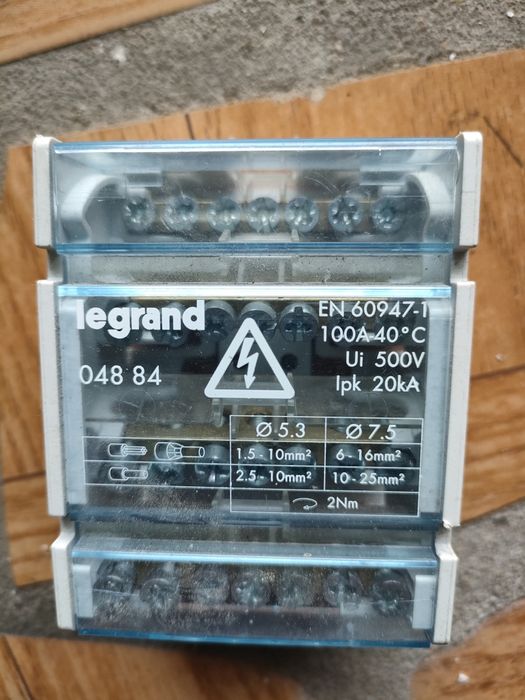 legrand
048 84
EN 60947-1
100A-40°C
Ui 500V
Ipk 20kA
Ø 5.3 Ø 7.5
1.5 - 10mm² 6 - 16mm²
2.5 - 10mm² 10 - 25mm²
2Nm